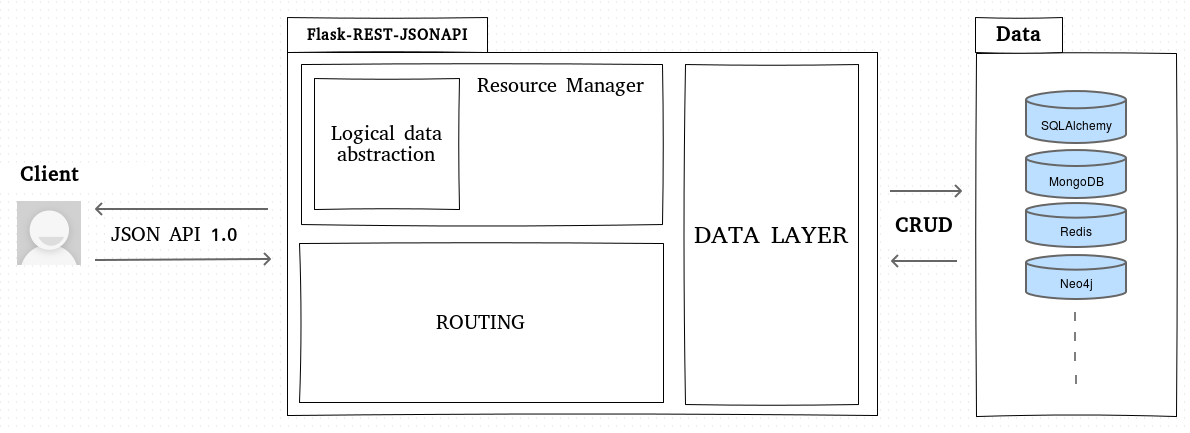 Flask-REST-JSONAPI
Data
Resource Manager
Logical data
abstraction
SQLAlchemy
Client
MongoDB
JSON API 1.0
DATA LAYER
CRUD
Redis
Neo4j
ROUTING